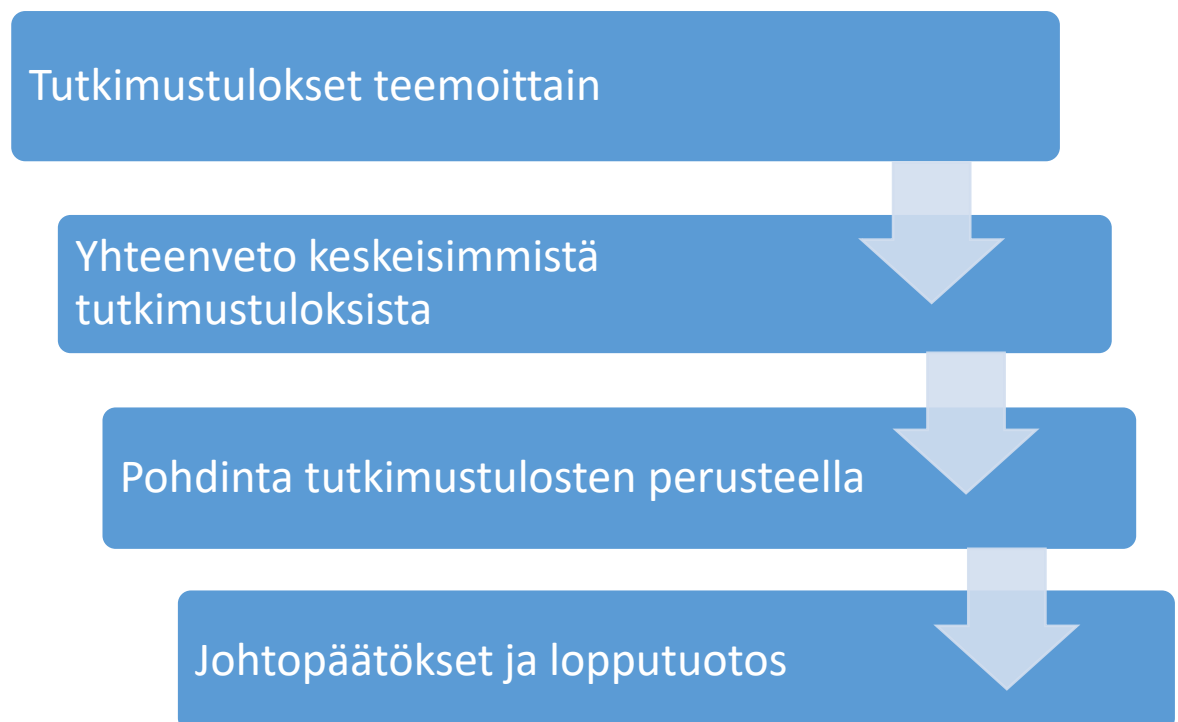 Tutkimustulokset teemoittain
Yhteenveto keskeisimmistä
tutkimustuloksista
Pohdinta tutkimustulosten perusteella
Johtopäätökset ja lopputuotos